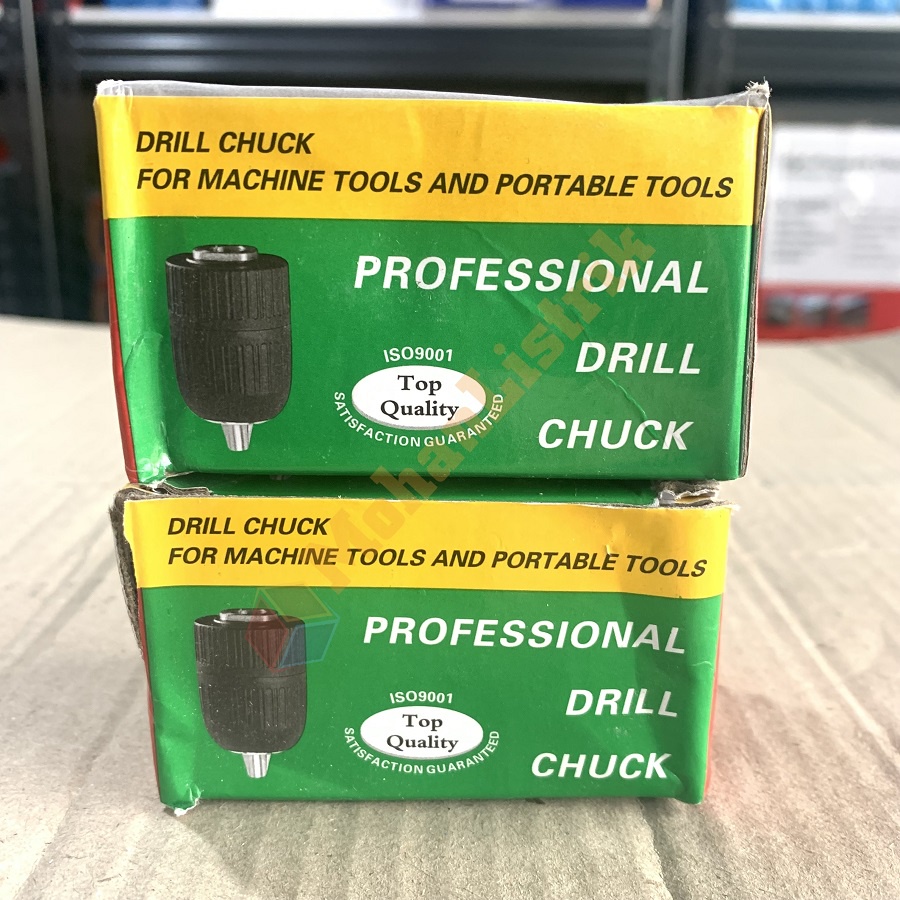 DRILL CHUCK
FOR MACHINE TOOLS AND PORTABLE TOOLS
PROFESSIONAL
DRILL
CHUCK
ISO9001
Top
Quality
SATISFACTION GUARANTEED
DRILL CHUCK
FOR MACHINE TOOLS AND PORTABLE TOOLS
PROFESSIONAL
DRILL
CHUCK
ISO9001
Top
Quality
SATISFACTION GUARANTEED
MohanListrik